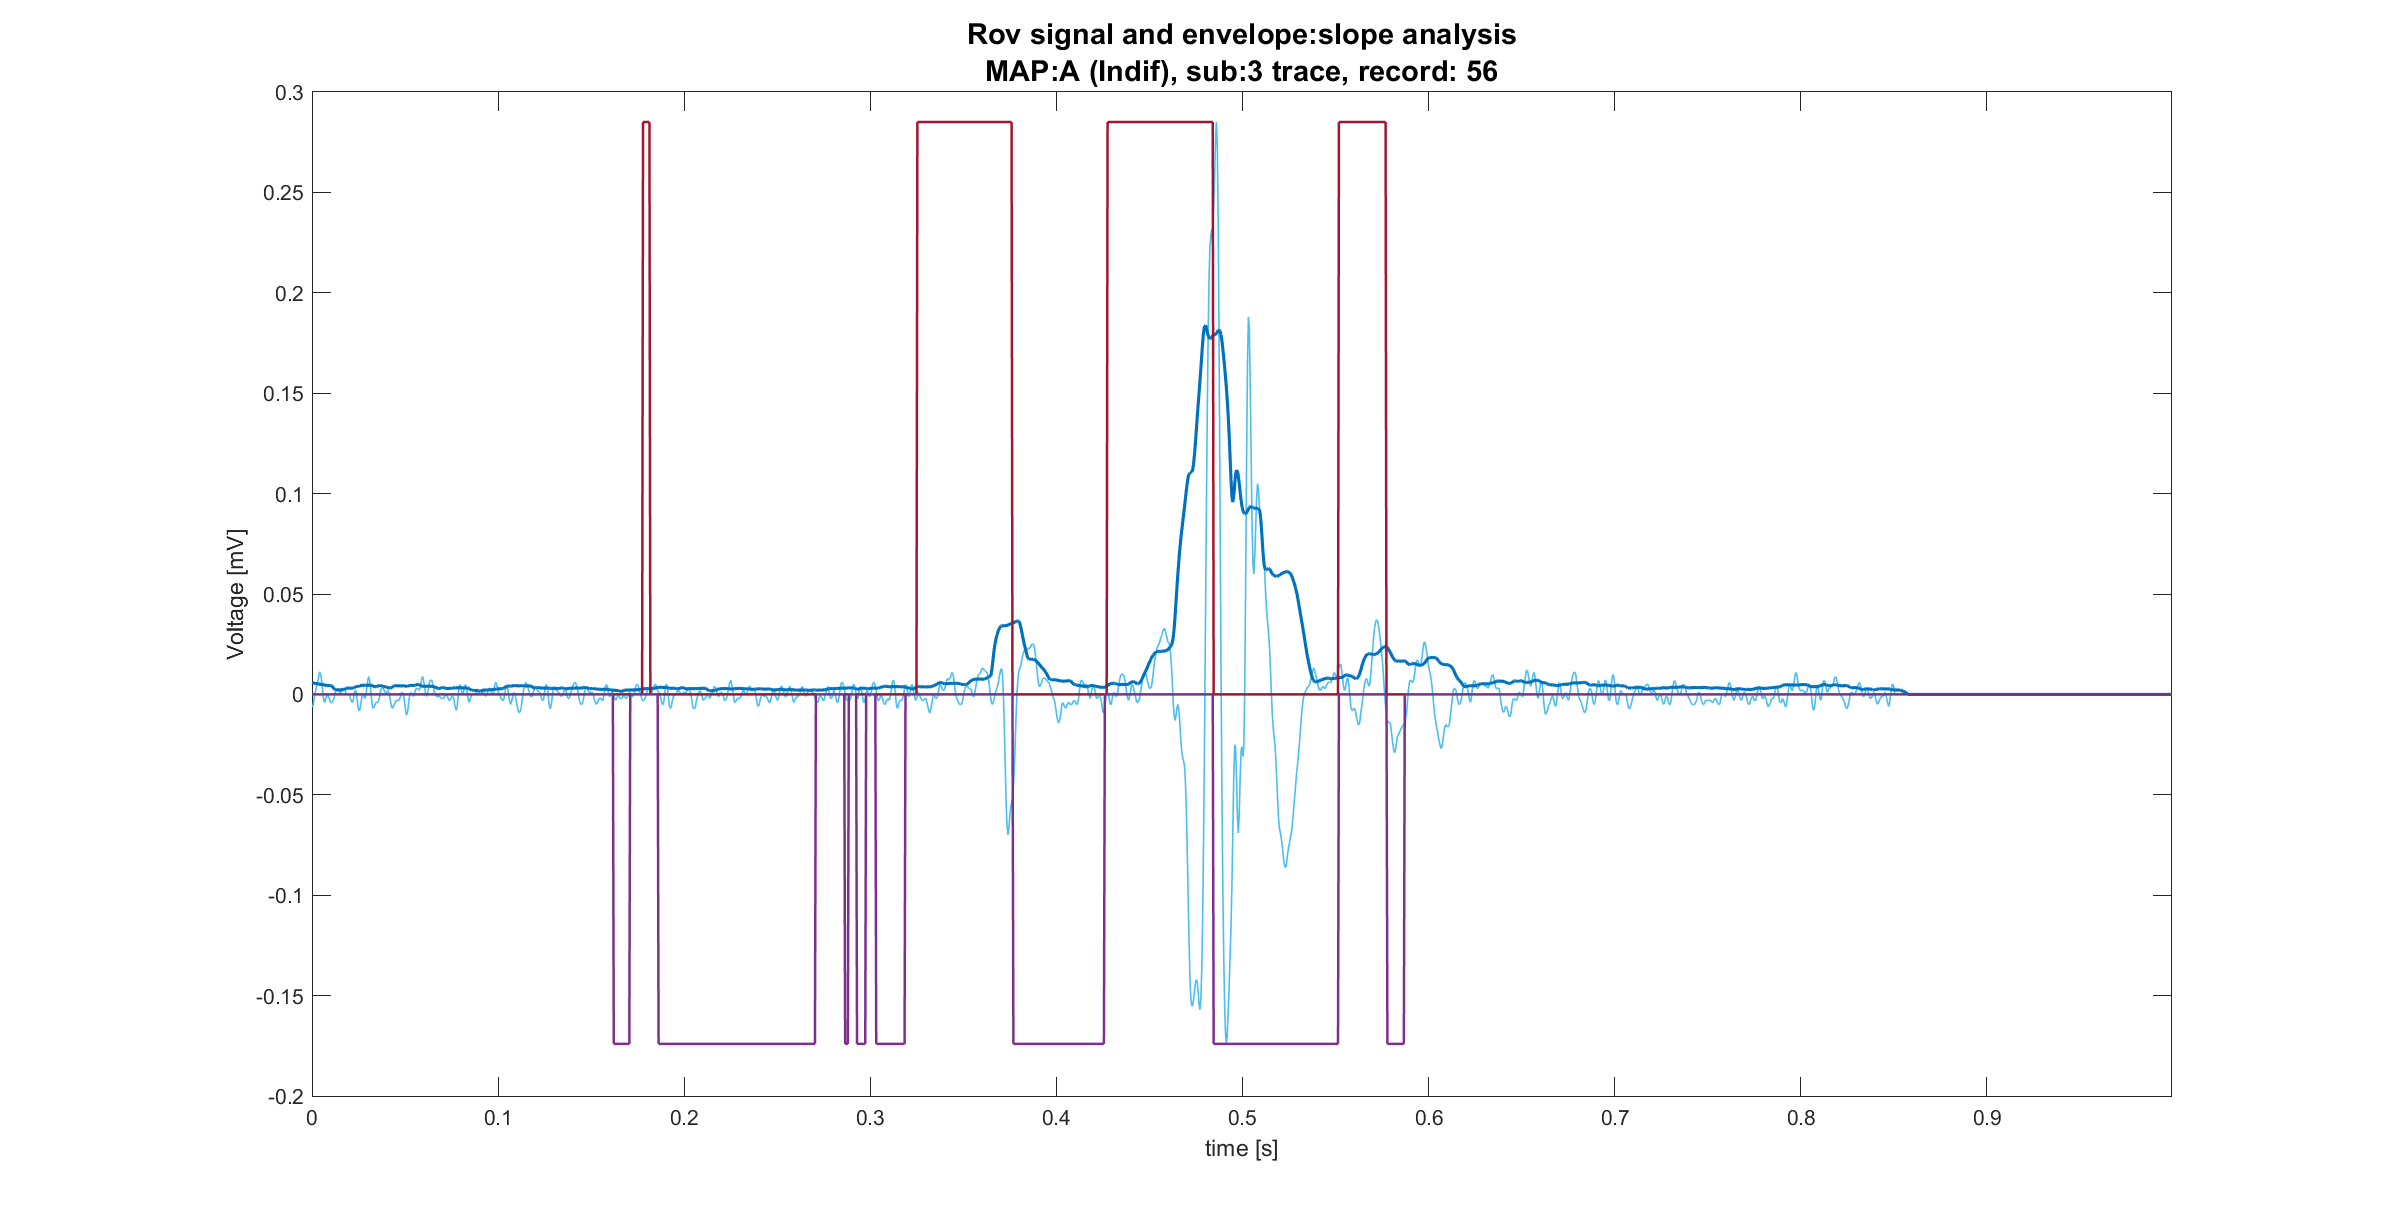 Rov signal and envelope:slope analysis
MAP:A (Indif), sub:3 trace, record: 56
0.3
0.25
0.2
0.15
0.1
0.05
0
-0.05
-0.1
-0.15
-0.2
Voltage [mV]
0 0.1 0.2 0.3 0.4 0.5 0.6 0.7 0.8 0.9
time [s]